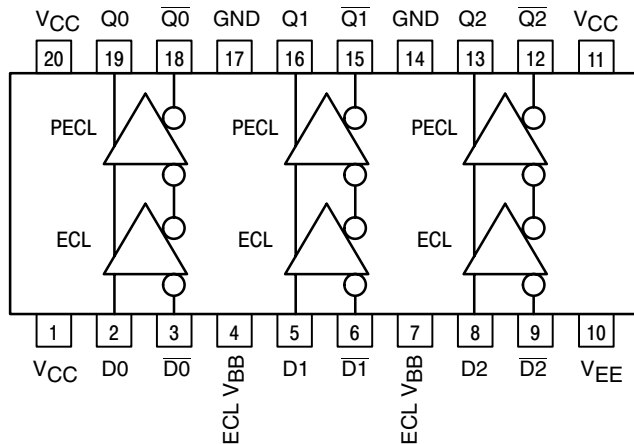 VCC Q0 Q0 GND Q1 Q1 GND Q2 Q2 VCC
20 19 18 17 16 15 14 13 12 11
PECL PECL PECL
ECL ECL ECL
1 2 3 4 5 6 7 8 9 10
VCC D0 D0 ECL VBB D1 D1 ECL VBB D2 D2 VEE